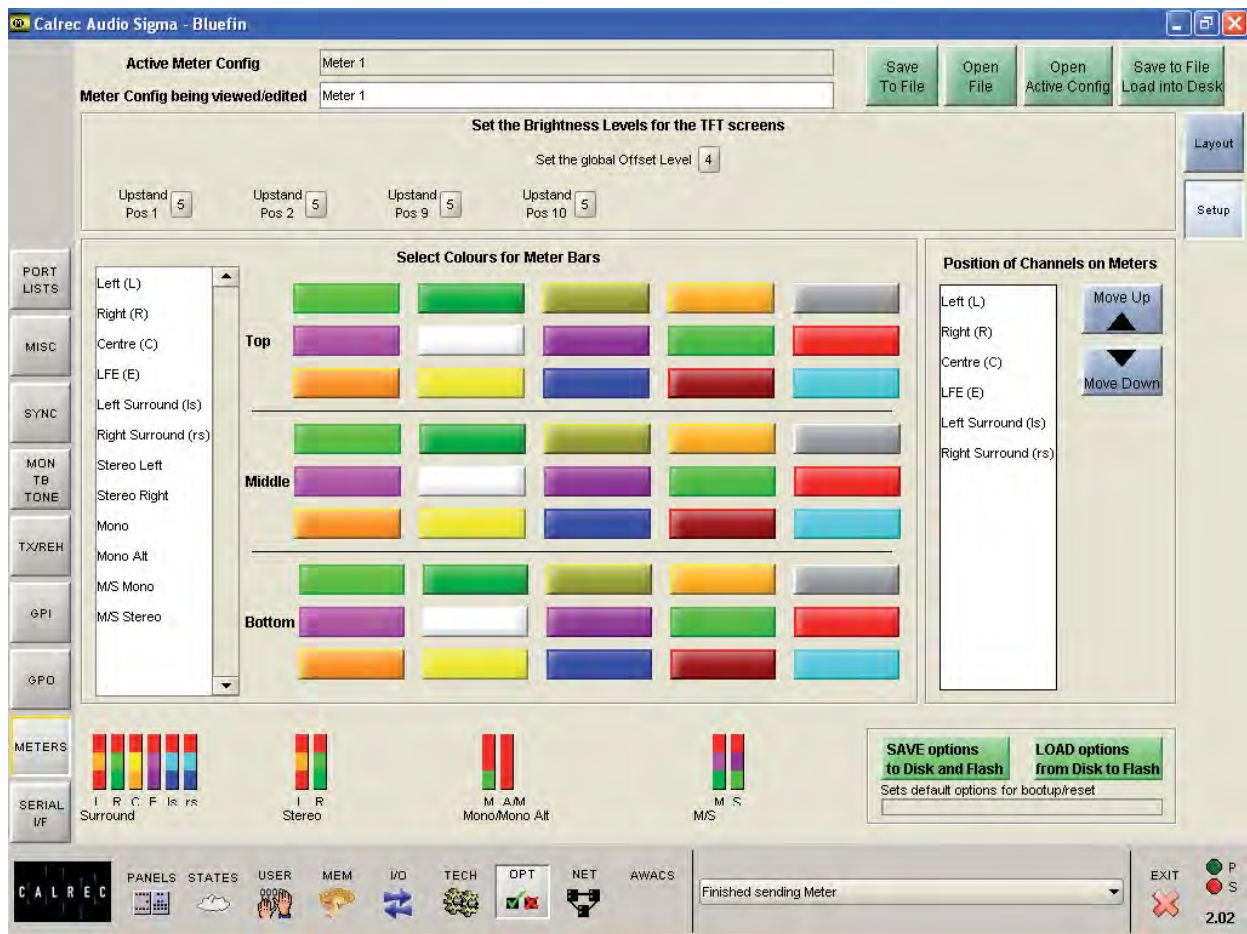 Calrec Audio Sigma - Bluefin
Active Meter Config
Meter 1
Meter Config being viewed/edited
Meter 1
Save
To File
Open
File
Open
Active Config
Save to File
Load into Desk
Layout
Setup
Set the Brightness Levels for the TFT screens
Set the global Offset Level 4
Upstand
Pos 1
5
Upstand
Pos 2
5
Upstand
Pos 9
5
Upstand
Pos 10
5
PORT
LISTS
MISC
SYNC
MON
TB
TONE
TX/REH
GPI
GPO
METERS
SERIAL
I/F
Select Colours for Meter Bars
Left (L)
Right (R)
Centre (C)
LFE (E)
Left Surround (ls)
Right Surround (rs)
Stereo Left
Stereo Right
Mono
Mono Alt
M/S Mono
M/S Stereo
Top
Middle
Bottom
Position of Channels on Meters
Left (L)
Right (R)
Centre (C)
LFE (E)
Left Surround (ls)
Right Surround (rs)
Move Up
Move Down
L R C E ls rs
Surround
L R
Stereo
M A/M
Mono/Mono Alt
M S
M/S
SAVE options
to Disk and Flash
LOAD options
from Disk to Flash
Sets default options for bootup/reset
CALREC
PANELS
STATES
USER
MEM
I/O
TECH
OPT
NET
AWACS
Finished sending Meter
EXIT
P
S
2.02